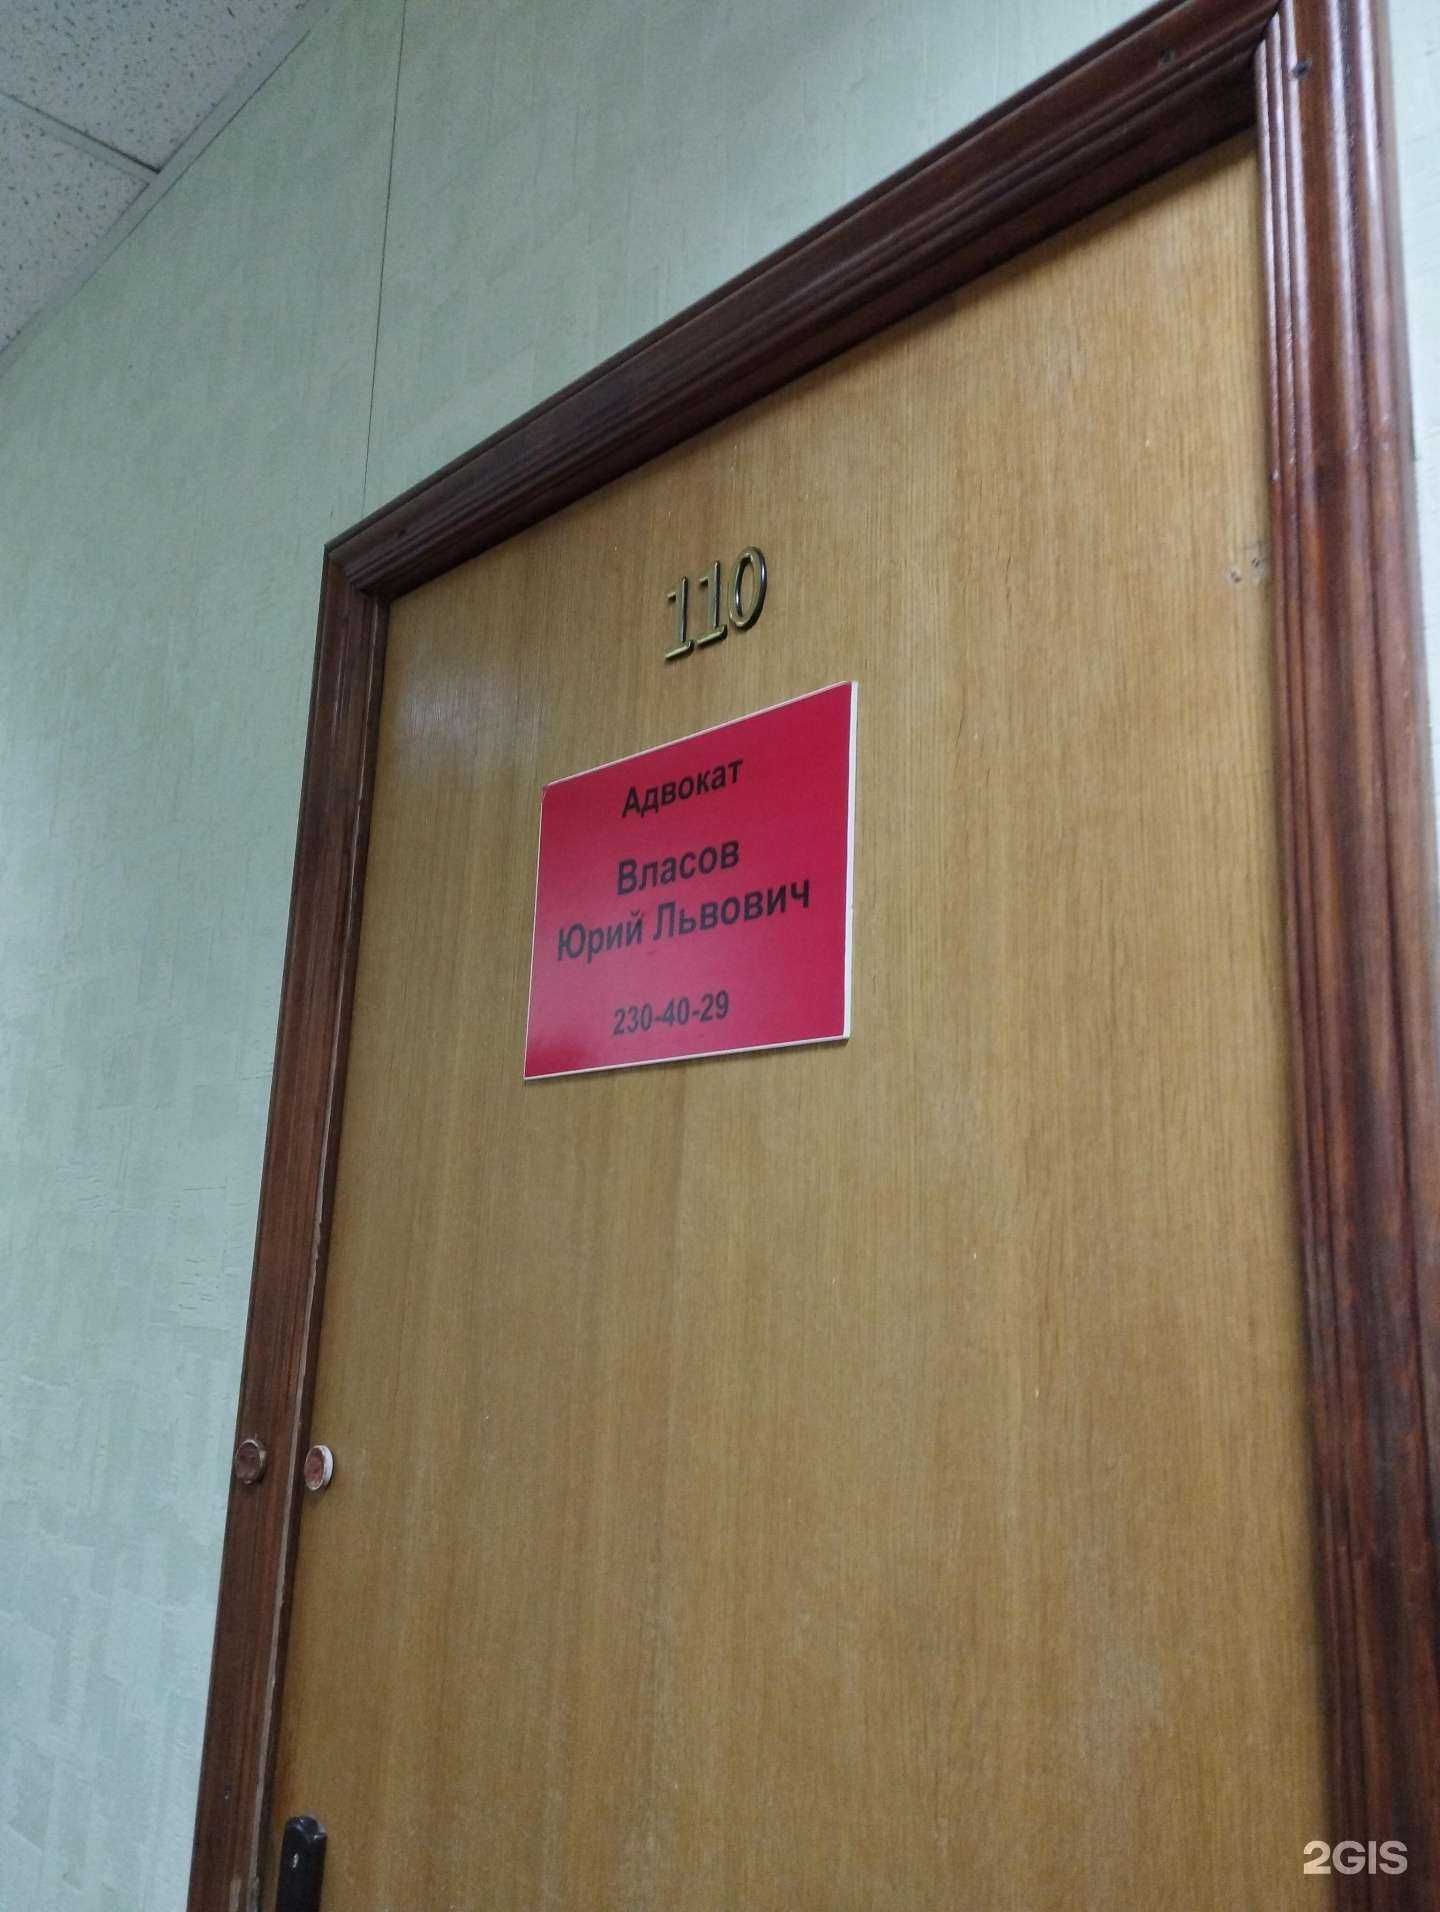 110
Адвокат
Власов
Юрий Львович
230-40-29
2GIS